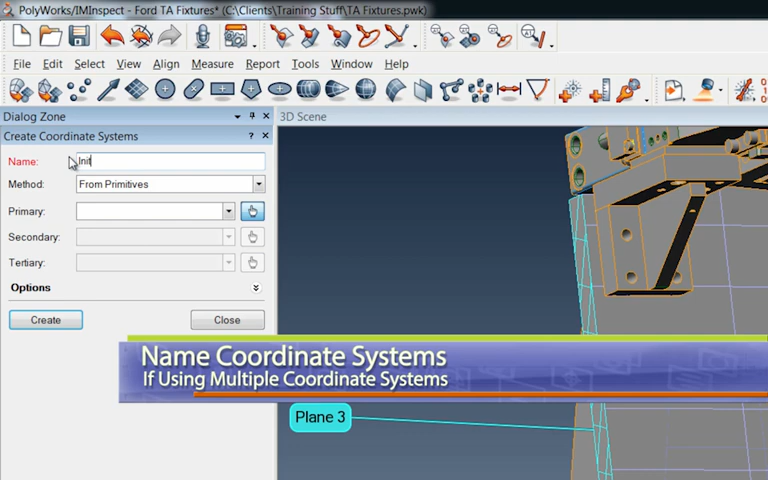 PolyWorks/IMInspect - Ford TA Fixtures* (C:\Clients\Training Stuff\TA Fixtures.pwk)
File Edit Select View Align Measure Report Tools Window Help
Dialog Zone
3D Scene
Create Coordinate Systems
Name: Init
Method: From Primitives
Primary:
Secondary:
Tertiary:
Options
Create Close
Name Coordinate Systems
If Using Multiple Coordinate Systems
Plane 3